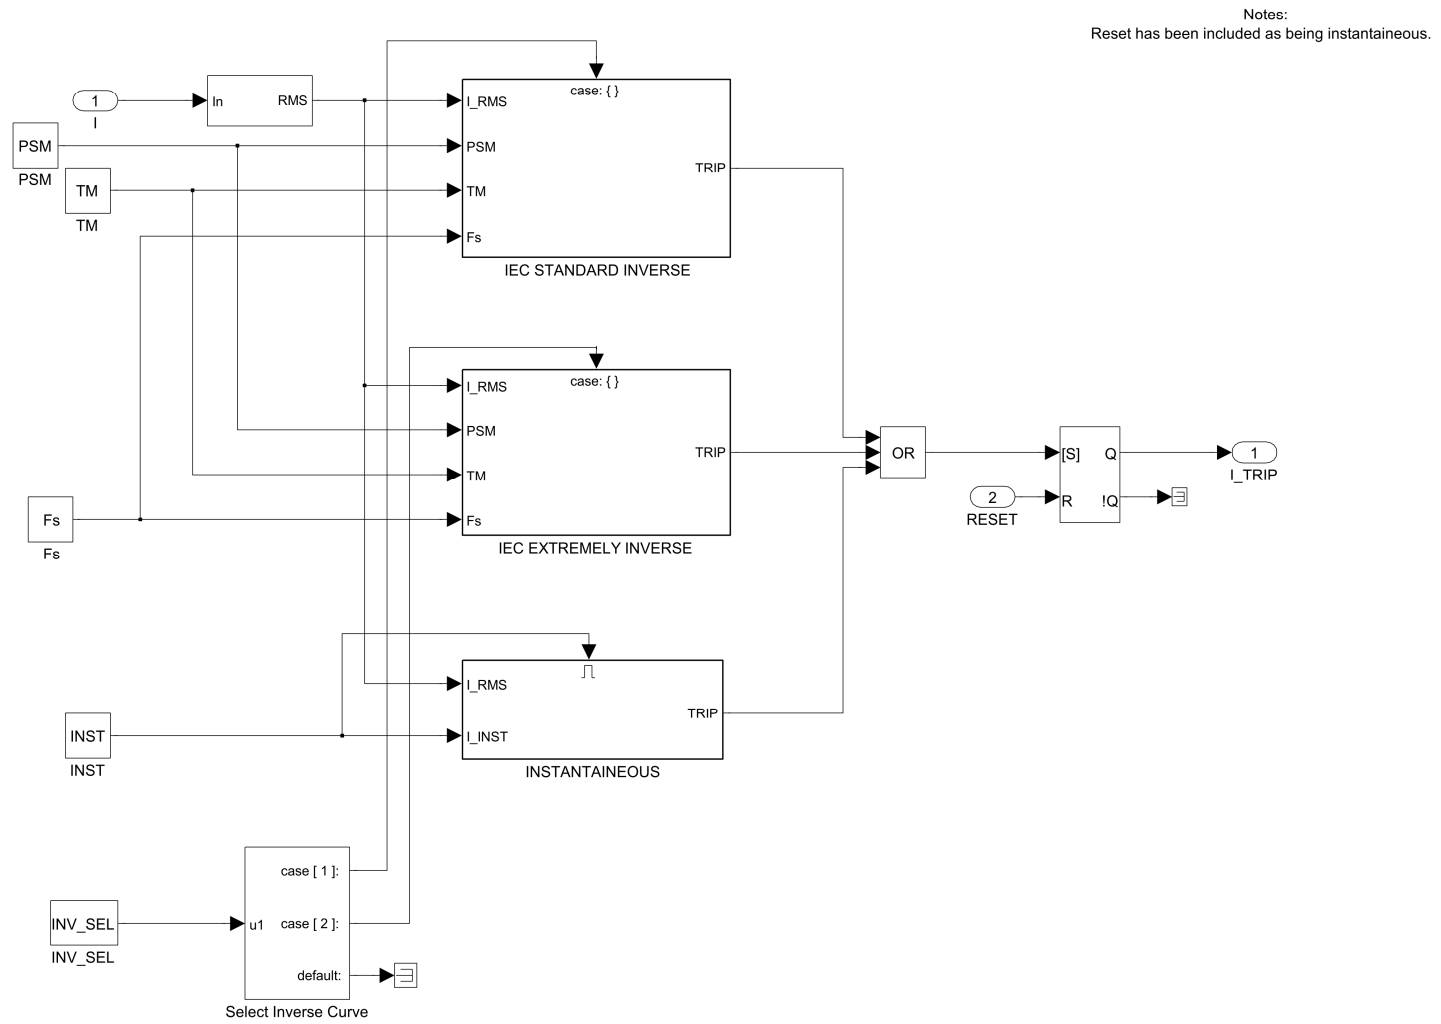 Notes:
Reset has been included as being instantaineous.
1
I
In
RMS
PSM
PSM
TM
TM
case: { }
I_RMS
PSM
TM
Fs
TRIP
IEC STANDARD INVERSE
case: { }
I_RMS
PSM
TM
Fs
TRIP
IEC EXTREMELY INVERSE
Fs
Fs
OR
[S]
R
Q
!Q
2
RESET
1
I_TRIP
I_RMS
I_INST
TRIP
INSTANTAINEOUS
INST
INST
INV_SEL
INV_SEL
u1
case [ 1 ]:
case [ 2 ]:
default:
Select Inverse Curve